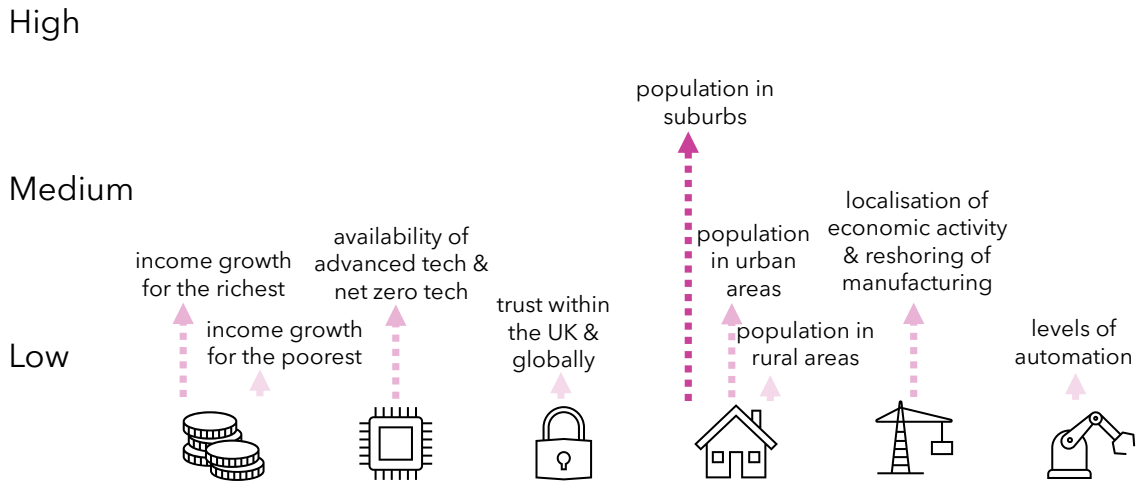 High
population in
suburbs
Medium
localisation of
economic activity
& reshoring of
manufacturing
availability of
advanced tech &
net zero tech
population
in urban
areas
income growth
for the richest
trust within
the UK &
globally
income growth
for the poorest
population in
rural areas
levels of
automation
Low